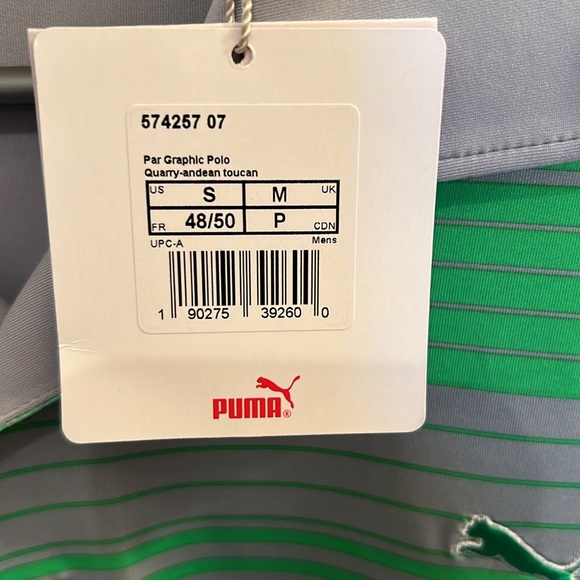 574257 07
Par Graphic Polo
Quarry-andean toucan
US S M UK
FR 48/50 P CDN
UPC-A Mens
1 90275 39260 0
PUMA®